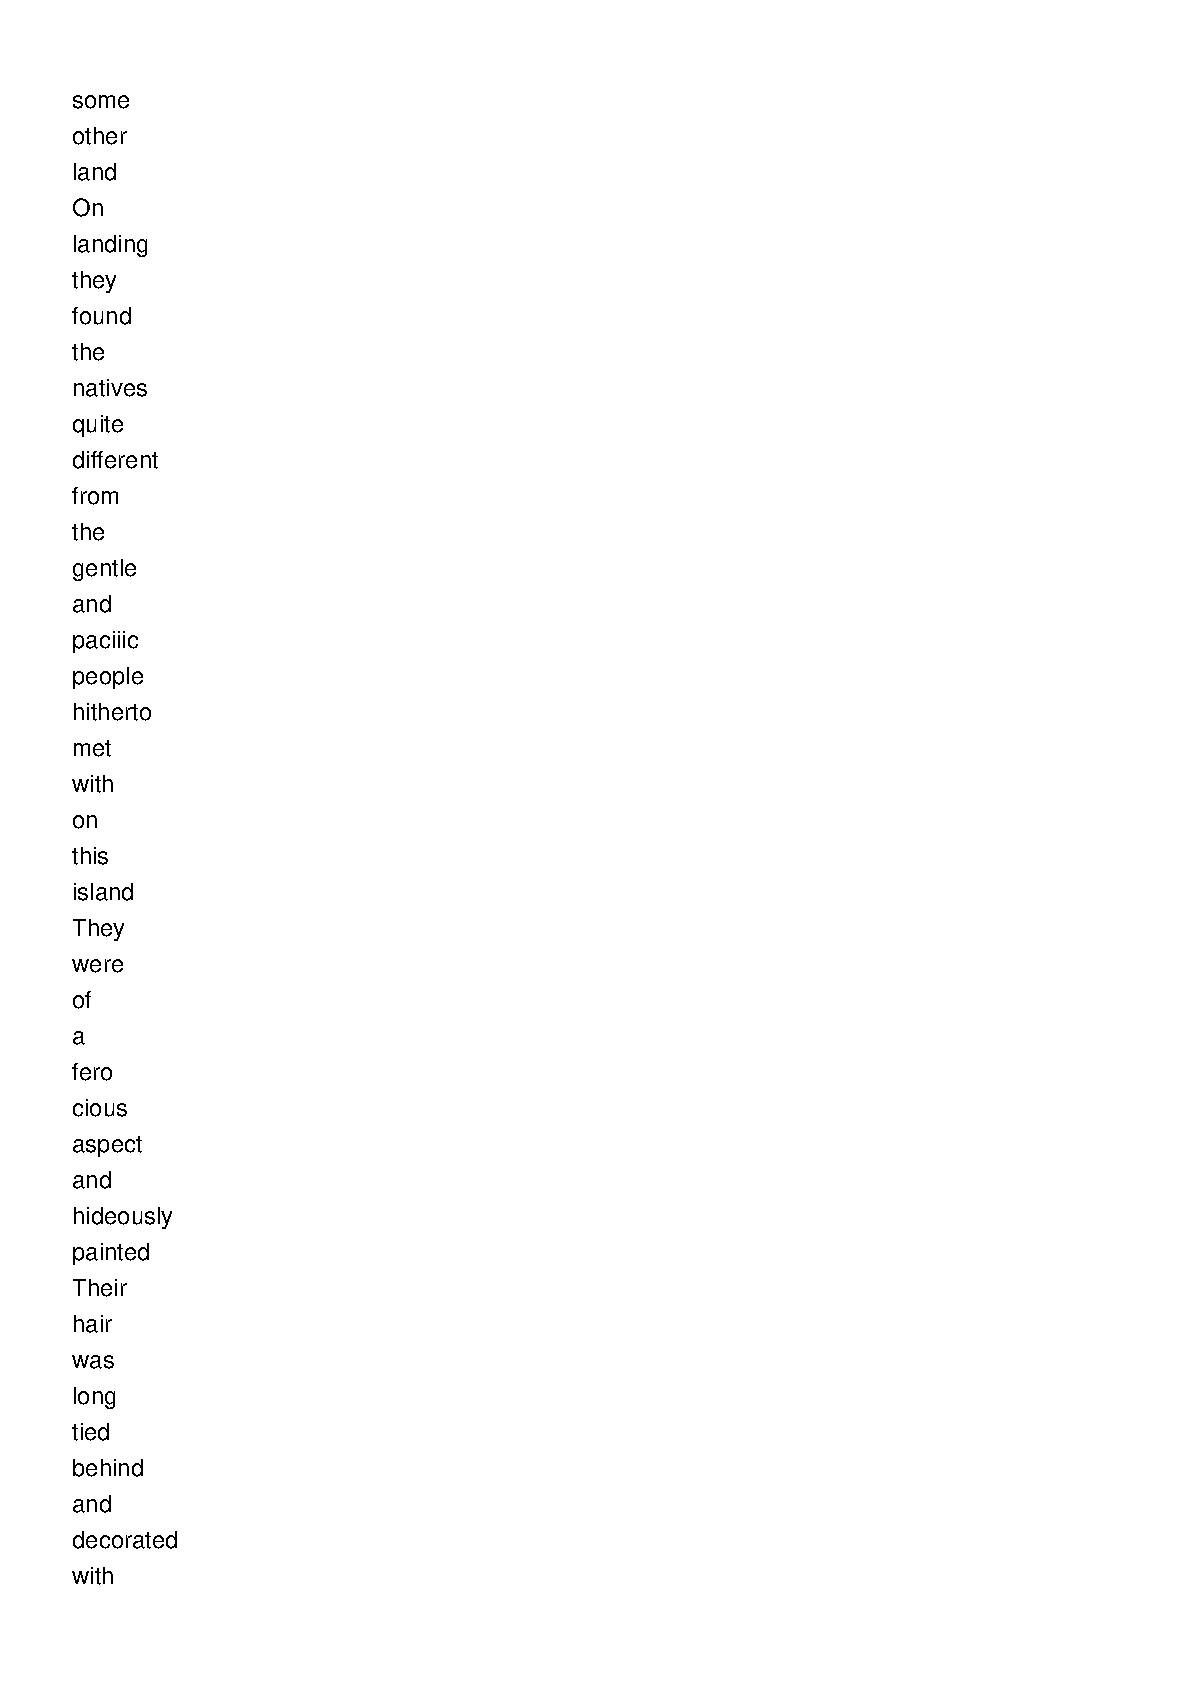 some
other
land
On
landing
they
found
the
natives
quite
different
from
the
gentle
and
paciiic
people
hitherto
met
with
on
this
island
They
were
of
a
fero
cious
aspect
and
hideously
painted
Their
hair
was
long
tied
behind
and
decorated
with